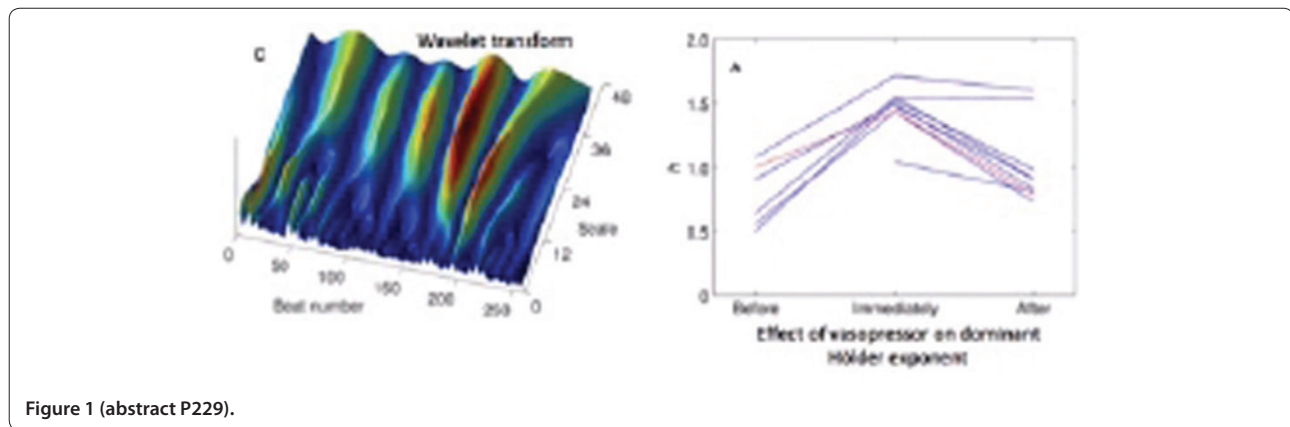 C
Wavelet transform
48
36
24
12
0
Scale
0
50
100
150
200
250
Beat number
A
2.0
1.5
1.0
0.5
0
h
Before Immediately After
Effect of vasopressor on dominant
Hölder exponent
Figure 1 (abstract P229).